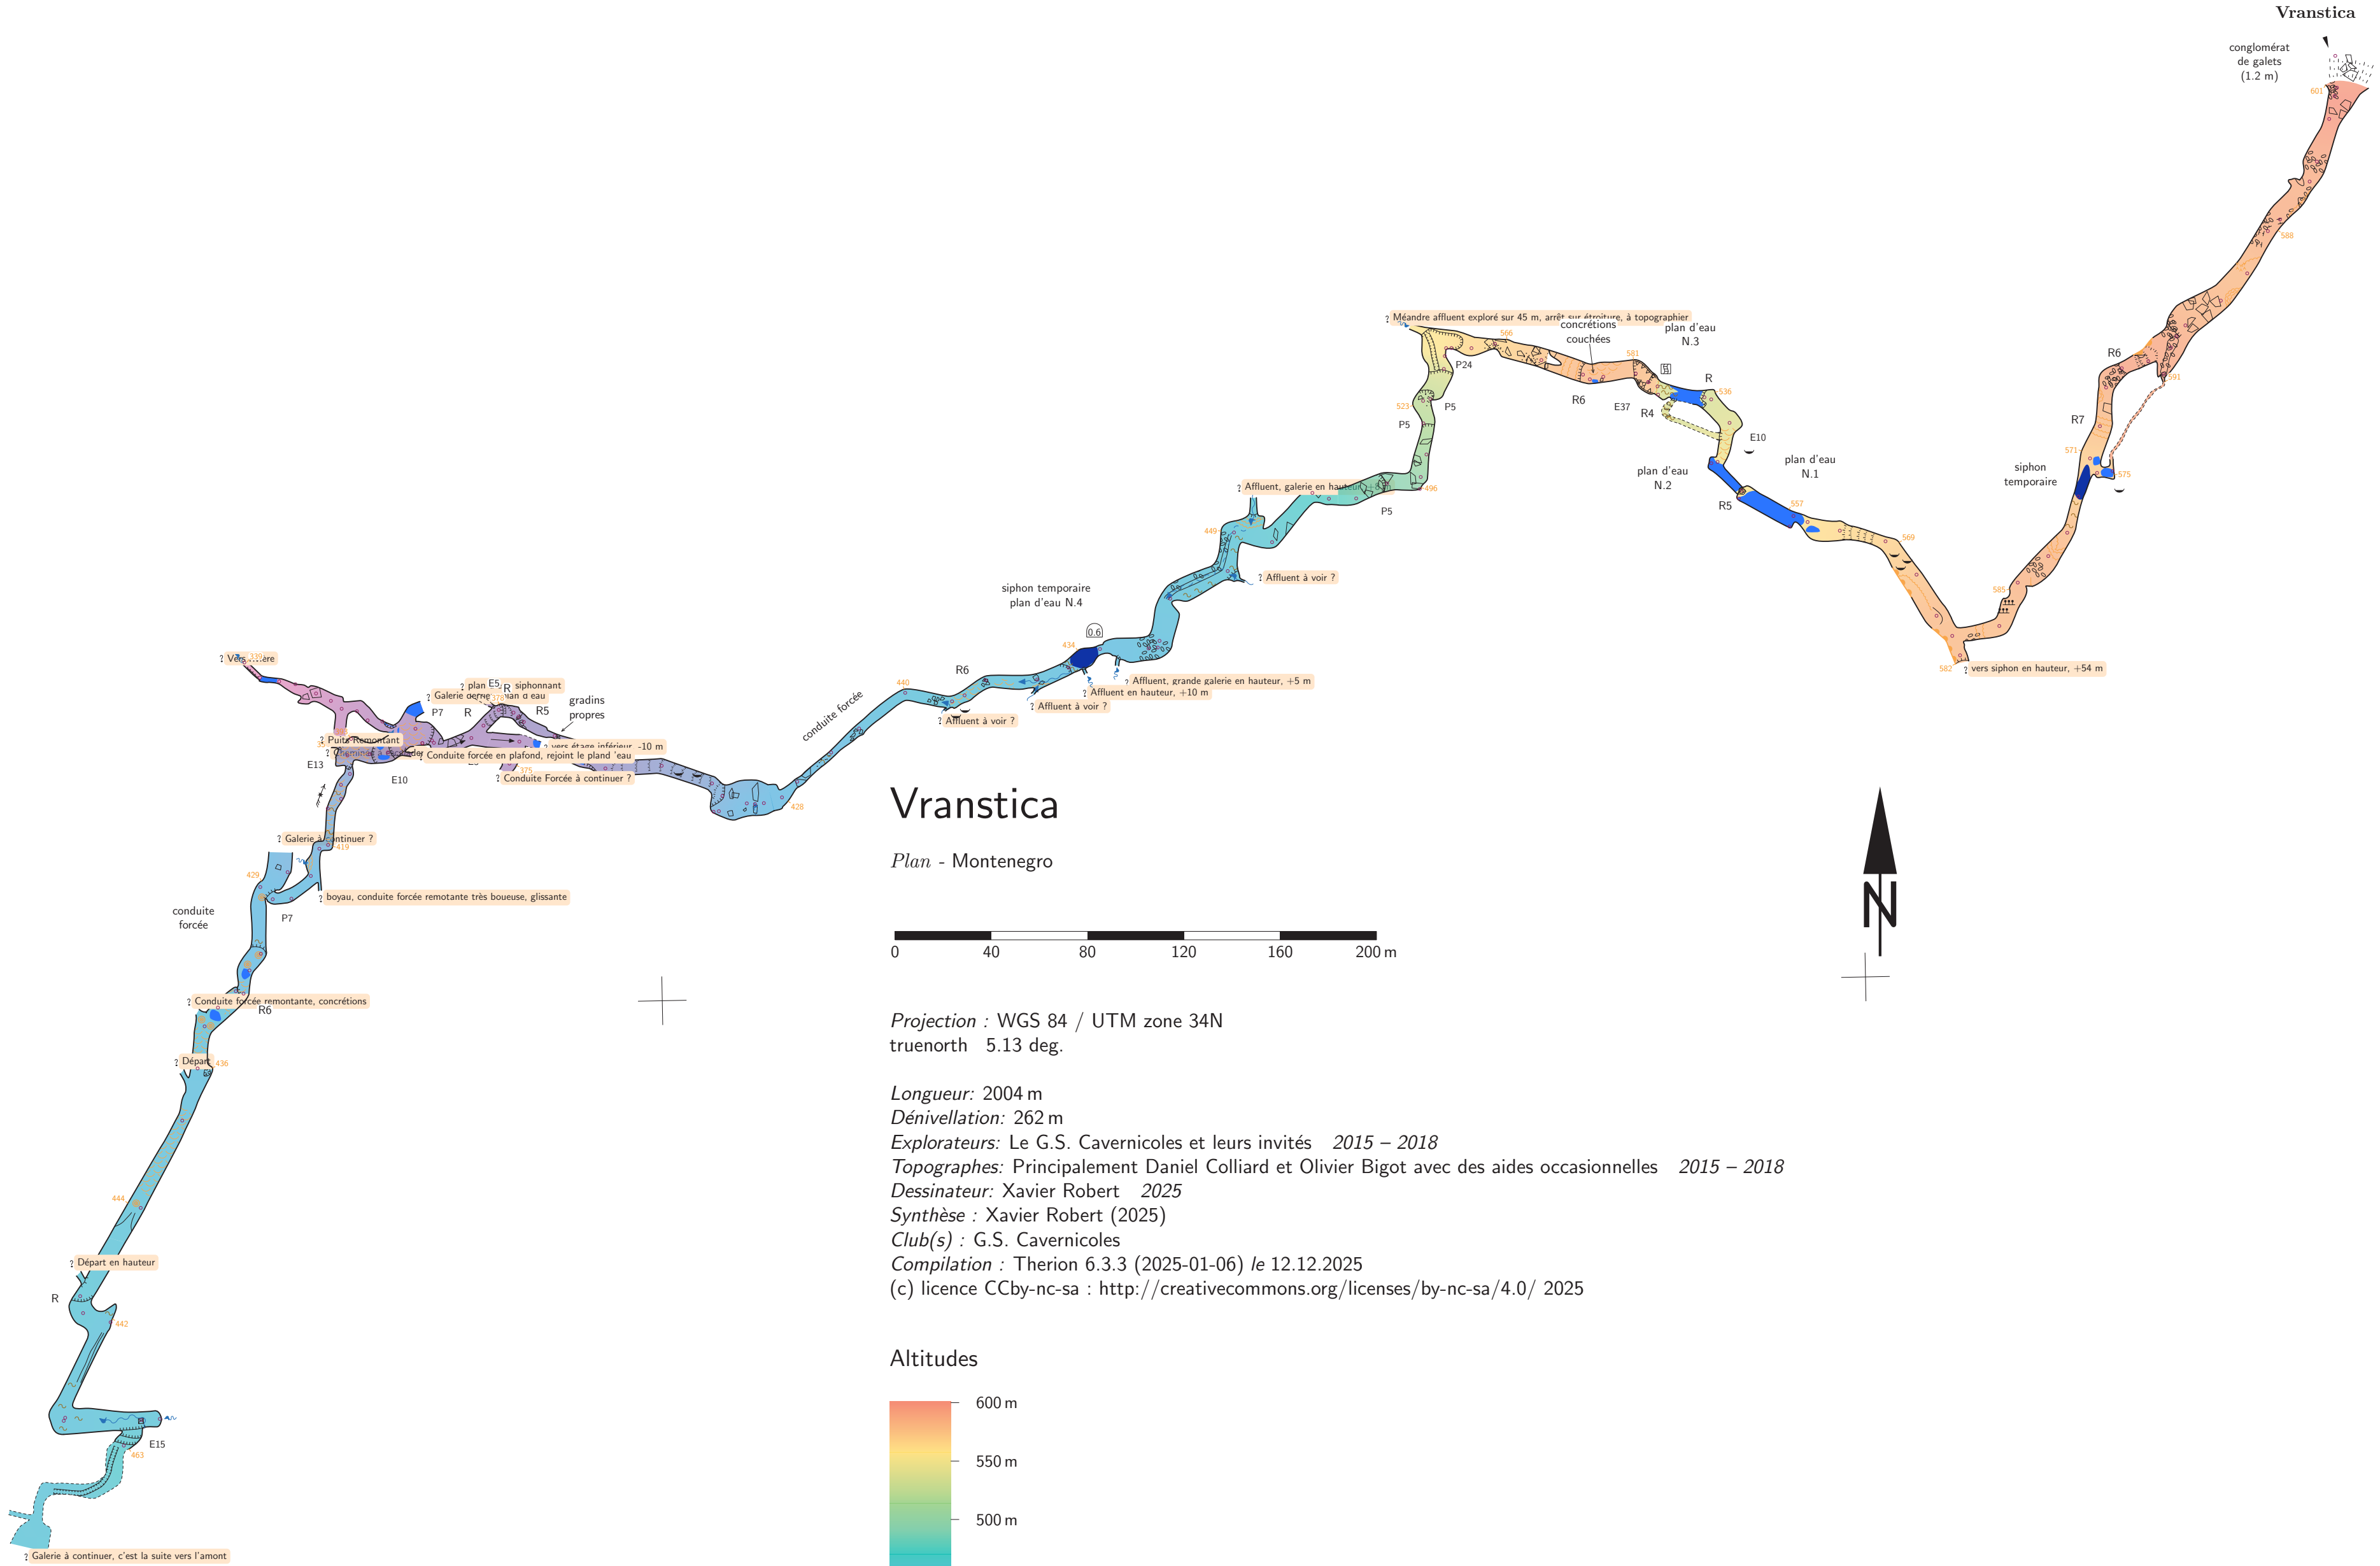 Vranstica
conglomérat
de galets
(1.2 m)
601
588
R6
591
R7
571
575
siphon
temporaire
585
582
? vers siphon en hauteur, +54 m
569
557
plan d'eau
N.1
plan d'eau
N.2
R5
E10
536
R
plan d'eau
N.3
R4
E37
581
concrétions
couchées
R6
566
? Méandre affluent exploré sur 45 m, arrêt sur étroiture, à topographier
P24
523
P5
P5
496
P5
? Affluent, galerie en hauteur
449
? Affluent à voir ?
siphon temporaire
plan d'eau N.4
0.6
434
? Affluent, grande galerie en hauteur, +5 m
? Affluent en hauteur, +10 m
? Affluent à voir ?
R6
440
? Affluent à voir ?
conduite forcée
428
gradins
propres
R5
E5
R
378
R
P7
? vers étage inférieur, -10 m
? Conduite forcée en plafond, rejoint le pland 'eau
375
? Conduite Forcée à continuer ?
339
? Puits Remontant
E13
E10
? Galerie à continuer ?
419
429
? boyau, conduite forcée remotante très boueuse, glissante
P7
conduite
forcée
? Conduite forcée remontante, concrétions
R6
? Départ
436
444
? Départ en hauteur
R
442
E15
463
? Galerie à continuer, c'est la suite vers l'amont
Vranstica
Plan - Montenegro
0 40 80 120 160 200 m
N
Projection : WGS 84 / UTM zone 34N
truenorth 5.13 deg.
Longueur: 2004 m
Dénivellation: 262 m
Explorateurs: Le G.S. Cavernicoles et leurs invités 2015 – 2018
Topographes: Principalement Daniel Colliard et Olivier Bigot avec des aides occasionnelles 2015 – 2018
Dessinateur: Xavier Robert 2025
Synthèse : Xavier Robert (2025)
Club(s) : G.S. Cavernicoles
Compilation : Therion 6.3.3 (2025-01-06) le 12.12.2025
(c) licence CCby-nc-sa : http://creativecommons.org/licenses/by-nc-sa/4.0/ 2025
Altitudes
600 m
550 m
500 m